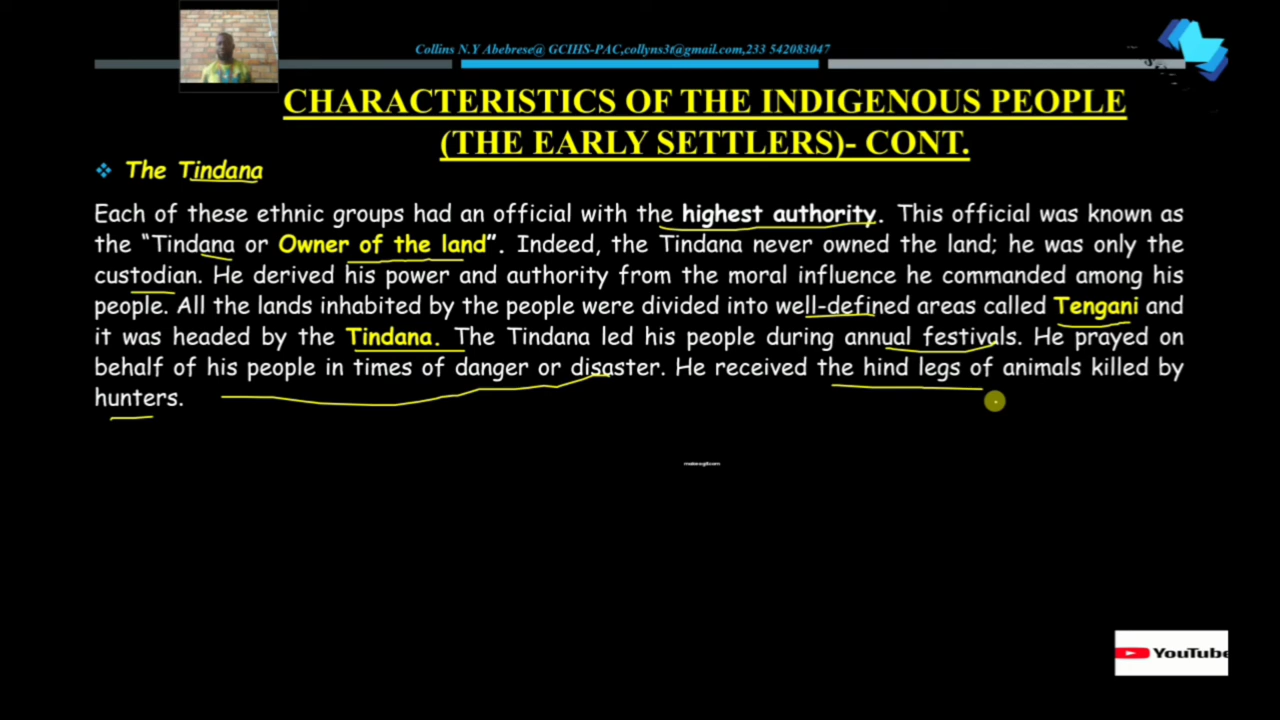 Collins N.Y Ahebrese@ GCIHS-PAC,collyns3t@gmail.com,233 542083047
CHARACTERISTICS OF THE INDIGENOUS PEOPLE
(THE EARLY SETTLERS)- CONT.
The Tindana
Each of these ethnic groups had an official with the highest authority. This official was known as
the “Tindana or Owner of the land”. Indeed, the Tindana never owned the land; he was only the
custodian. He derived his power and authority from the moral influence he commanded among his
people. All the lands inhabited by the people were divided into well-defined areas called Tengani and
it was headed by the Tindana. The Tindana led his people during annual festivals. He prayed on
behalf of his people in times of danger or disaster. He received the hind legs of animals killed by
hunters.
makeagif.com
YouTube